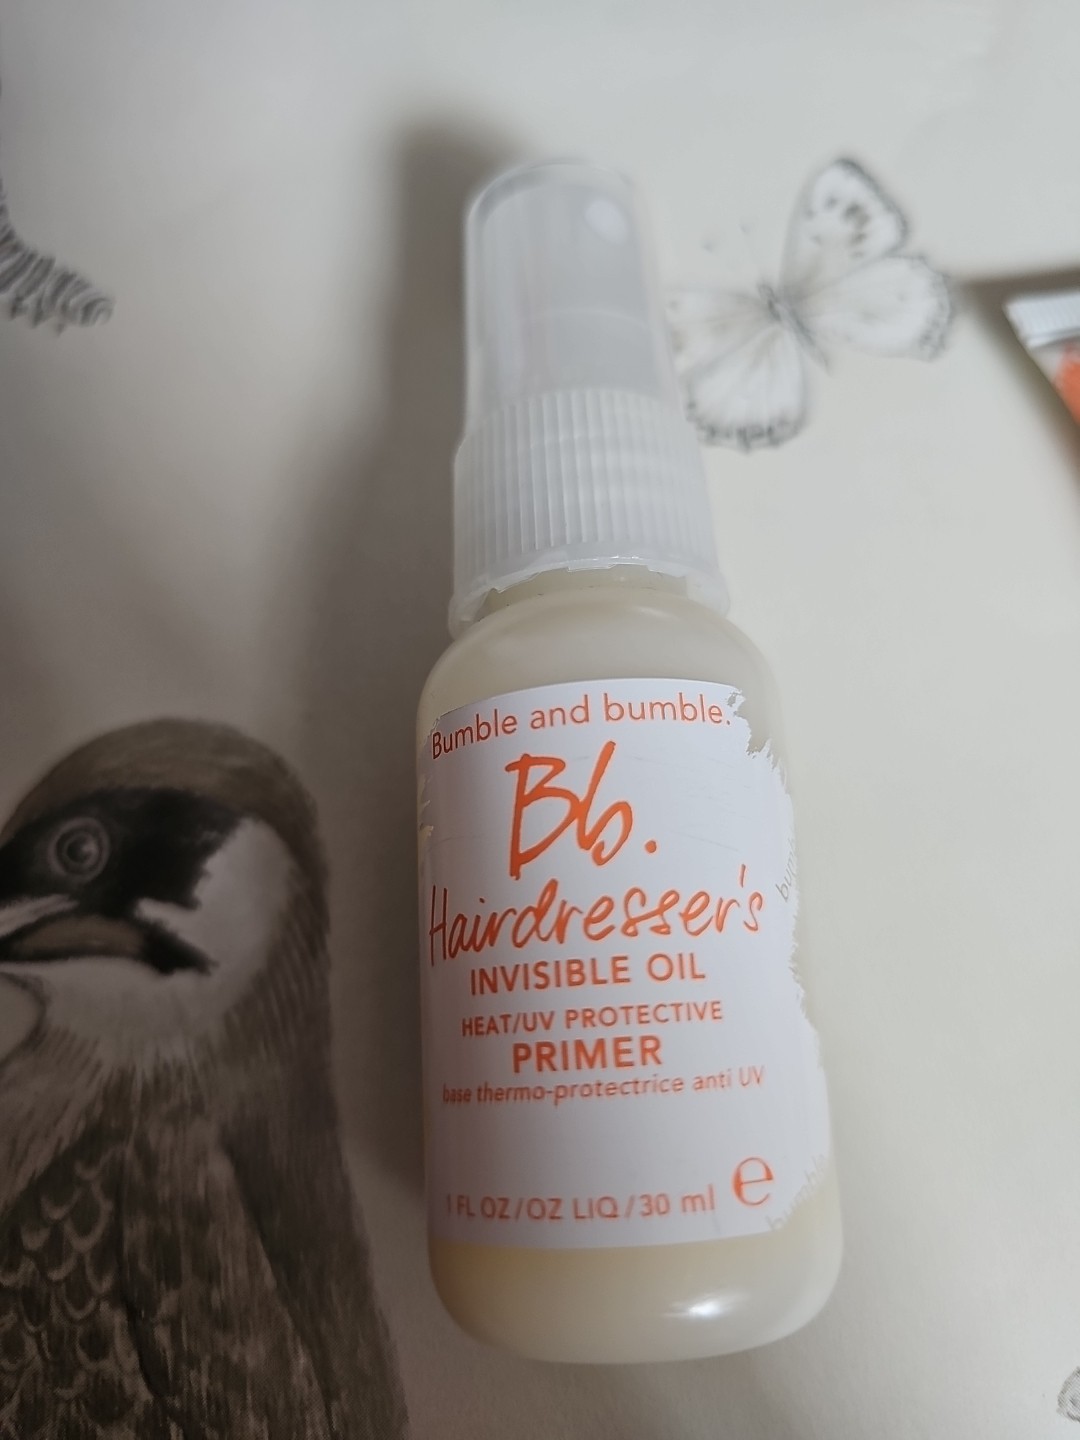 Bumble and bumble.
Bb.
Hairdresser's
INVISIBLE OIL
HEAT/UV PROTECTIVE
PRIMER
base thermo-protectrice anti UV
1 FL OZ/OZ LIQ/30 ml ℮